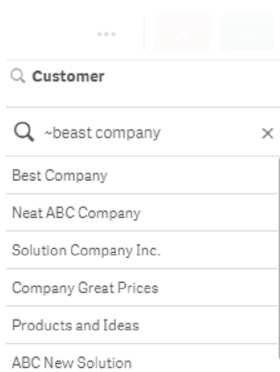 Customer
~beast company
Best Company
Neat ABC Company
Solution Company Inc.
Company Great Prices
Products and Ideas
ABC New Solution